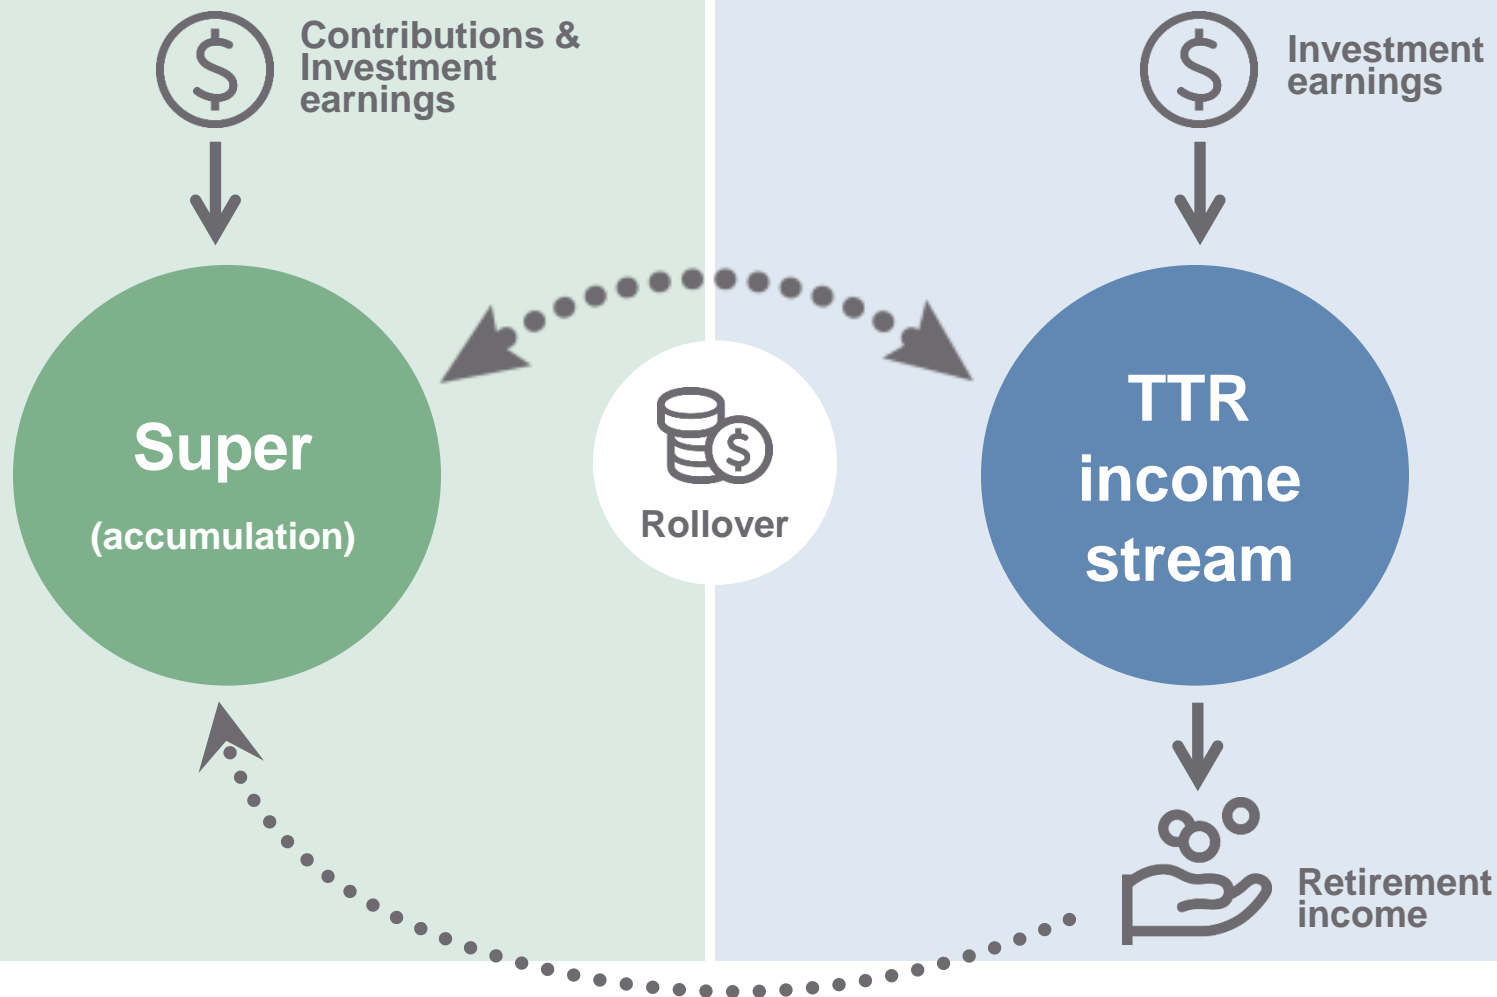 Contributions &
Investment
earnings
Investment
earnings
Super
(accumulation)
Rollover
TTR
income
stream
Retirement
income